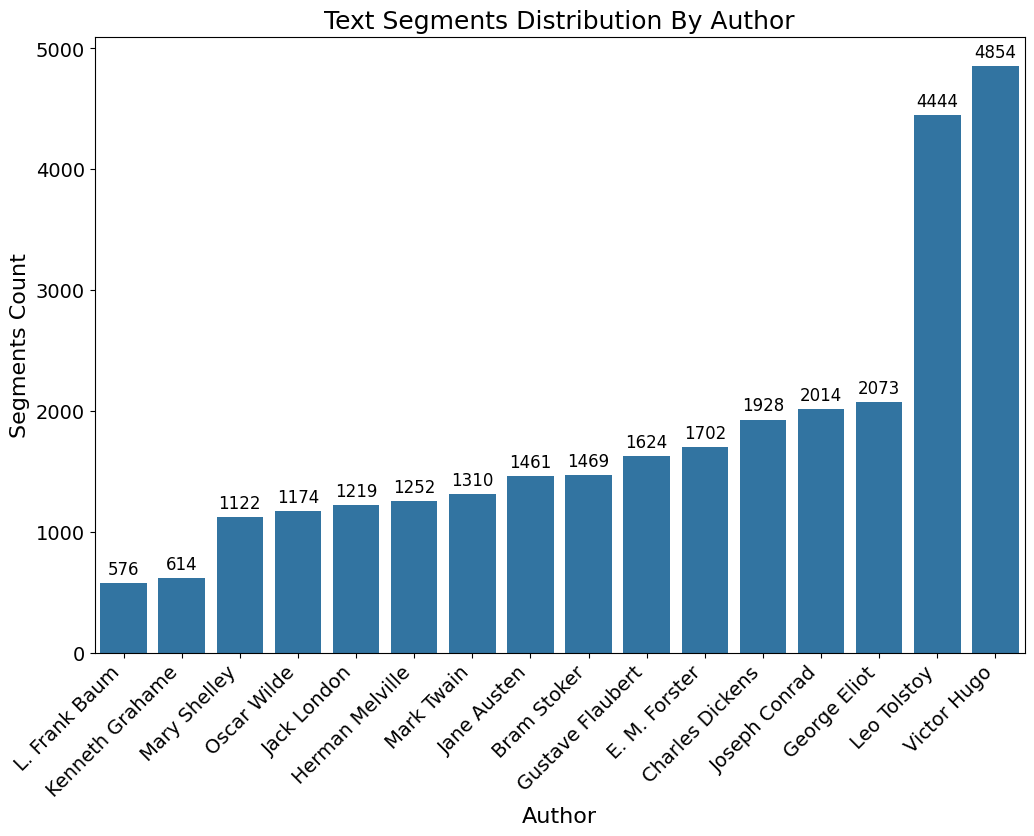 Text Segments Distribution By Author
Segments Count
5000
4000
3000
2000
1000
0
576
614
1122
1174
1219
1252
1310
1461
1469
1624
1702
1928
2014
2073
4444
4854
L. Frank Baum
Kenneth Grahame
Mary Shelley
Oscar Wilde
Jack London
Herman Melville
Mark Twain
Jane Austen
Bram Stoker
Gustave Flaubert
E. M. Forster
Charles Dickens
Joseph Conrad
George Eliot
Leo Tolstoy
Victor Hugo
Author